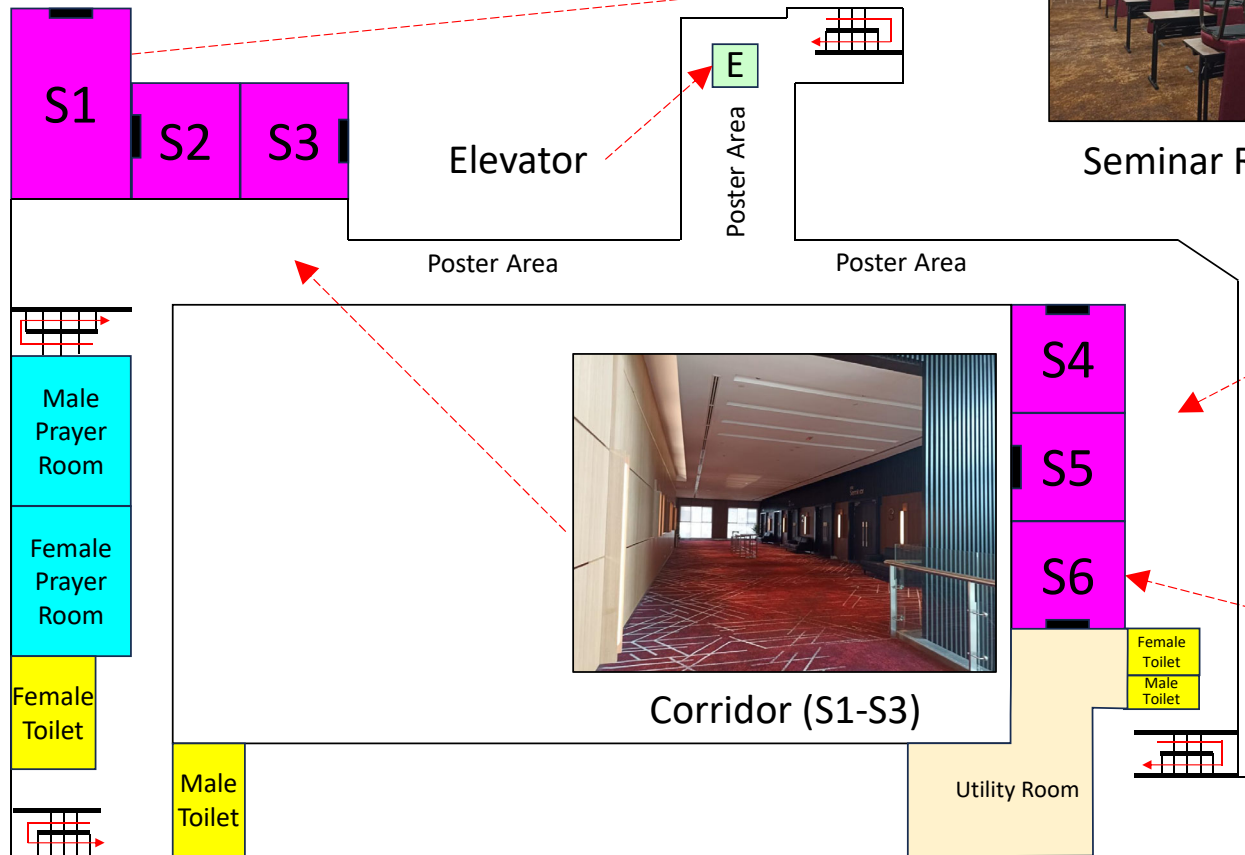 S1
S2
S3
Elevator
E
Poster Area
Seminar R
Poster Area
Poster Area
S4
Male
Prayer
Room
S5
Female
Prayer
Room
S6
Female
Toilet
Male
Toilet
Female
Toilet
Corridor (S1-S3)
Male
Toilet
Utility Room